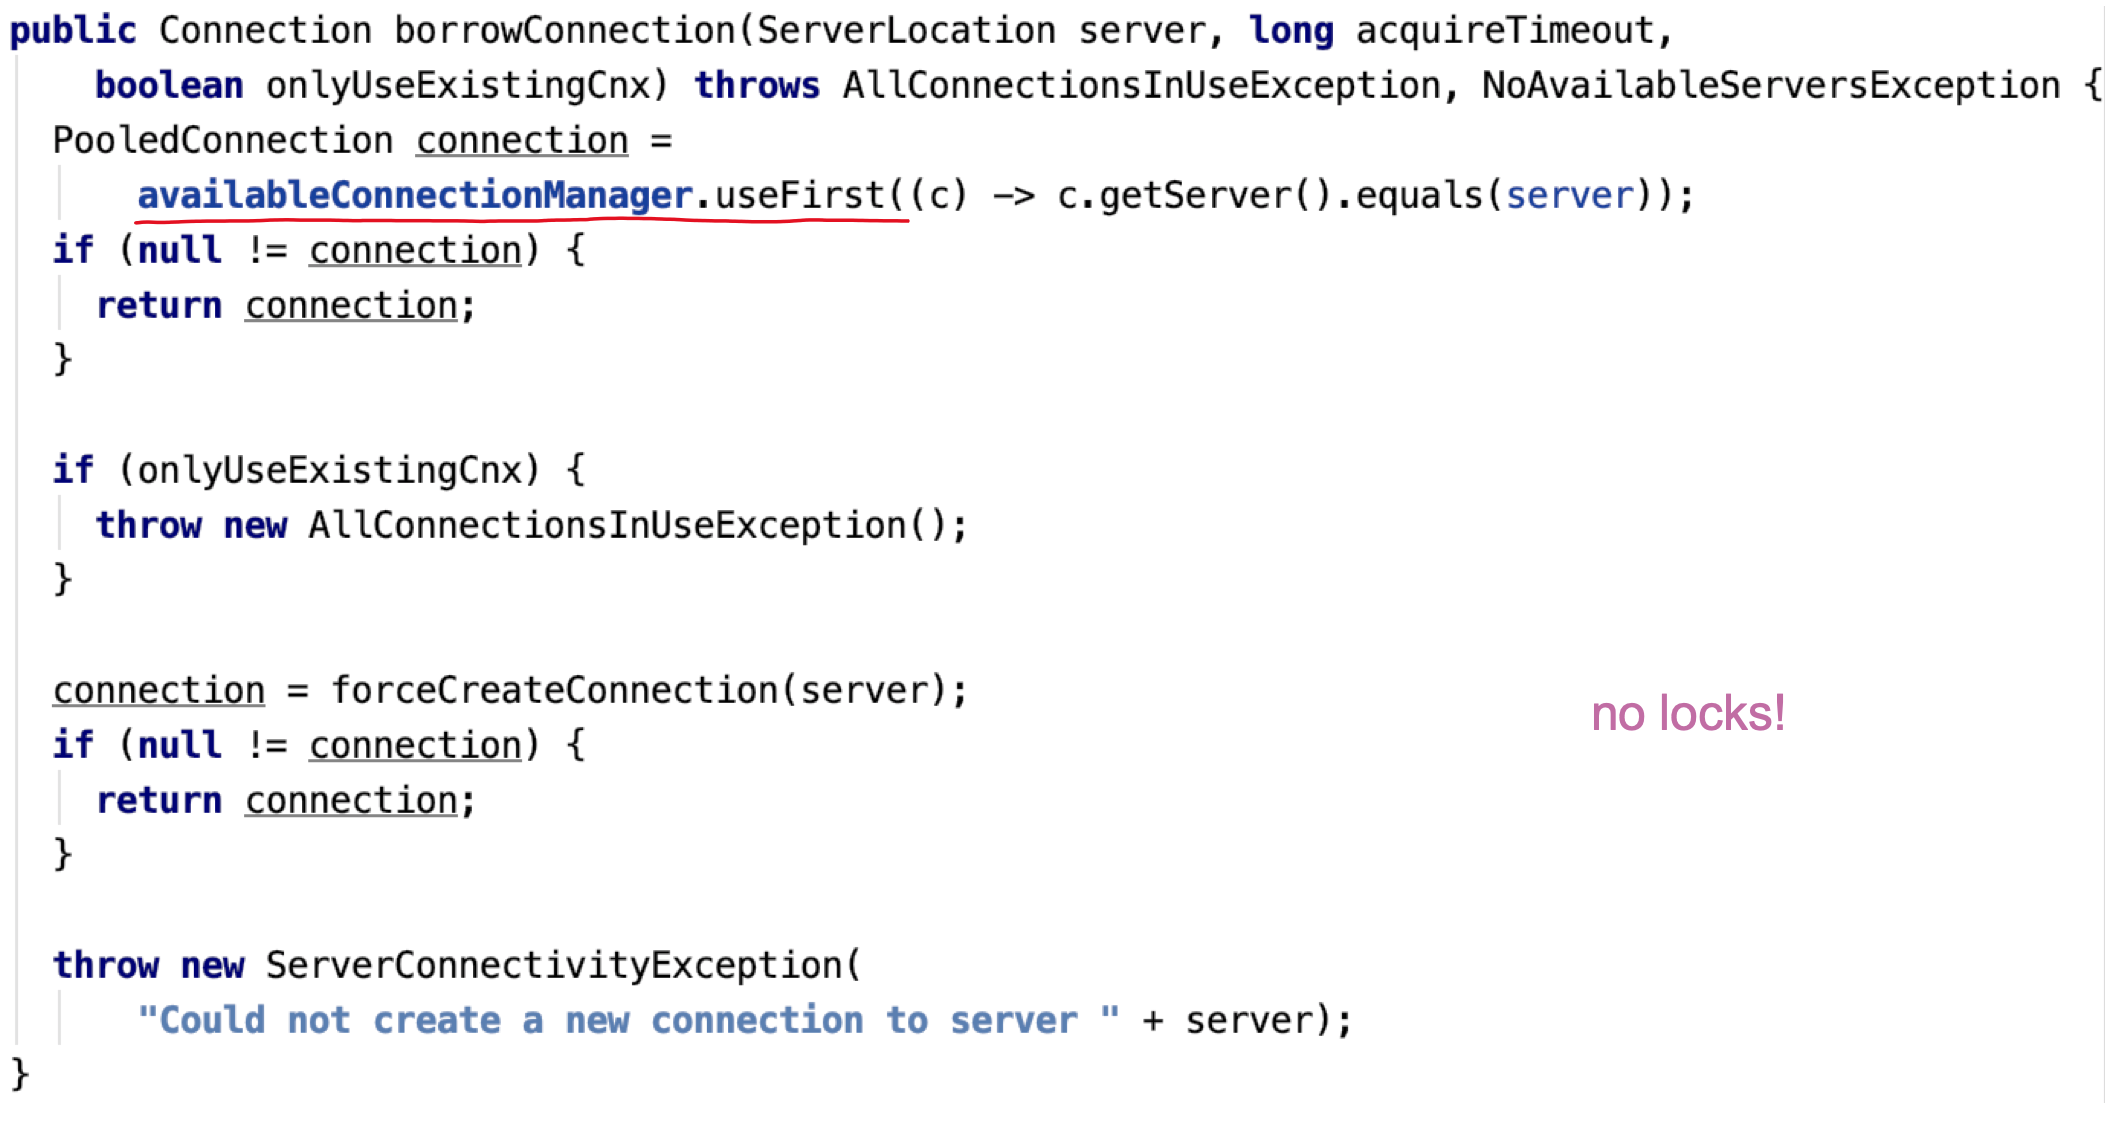 public Connection borrowConnection(ServerLocation server, long acquireTimeout,
boolean onlyUseExistingCnx) throws AllConnectionsInUseException, NoAvailableServersException {
PooledConnection connection =
availableConnectionManager.useFirst((c) -> c.getServer().equals(server));
if (null != connection) {
return connection;
}
if (onlyUseExistingCnx) {
throw new AllConnectionsInUseException();
}
connection = forceCreateConnection(server);
no locks!
if (null != connection) {
return connection;
}
throw new ServerConnectivityException(
"Could not create a new connection to server " + server);
}